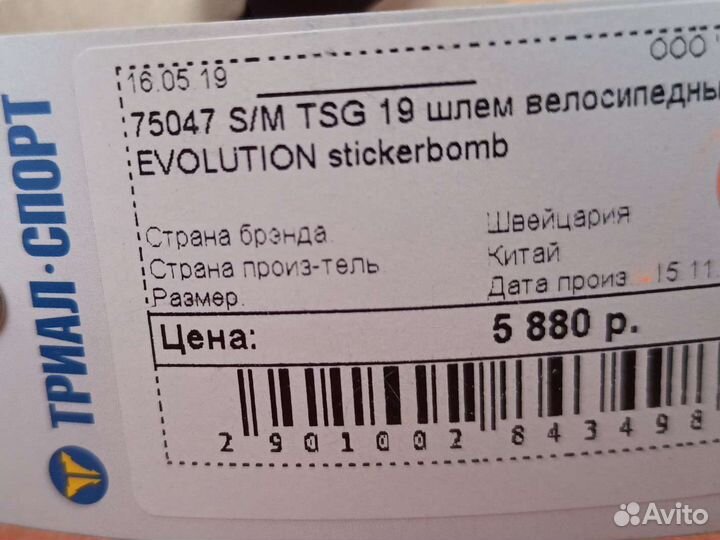 ТРИАЛ·СПОРТ
16.05.19
ООО
75047 S/M TSG 19 шлем велосипедны
EVOLUTION stickerbomb
Страна брэнда Швейцария
Страна произ-тель Китай
Размер. Дата произ 15 11
Цена: 5 880 р.
2 901002 843498
Avito